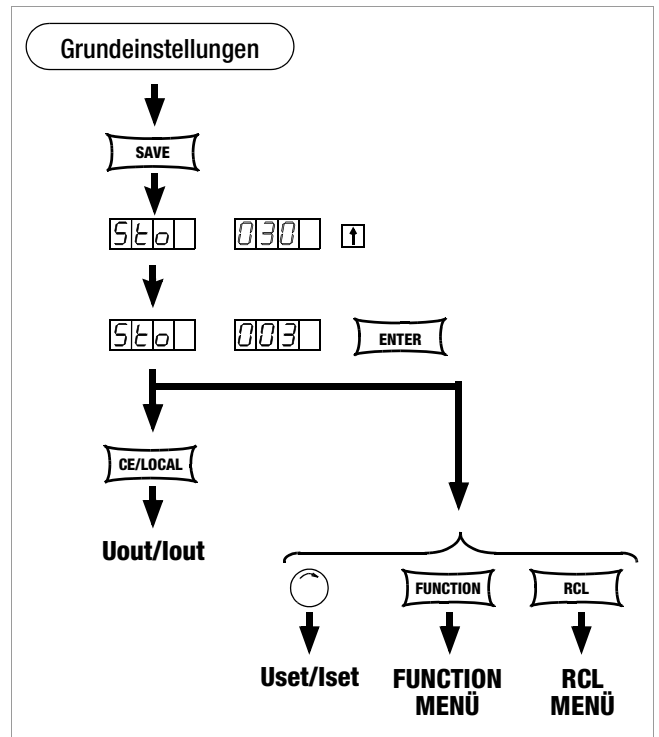 Grundeinstellungen
SAVE
Sto 030
Sto 003 ENTER
CE/LOCAL
Uout/Iout
FUNCTION RCL
Uset/Iset FUNCTION RCL
MENÜ MENÜ